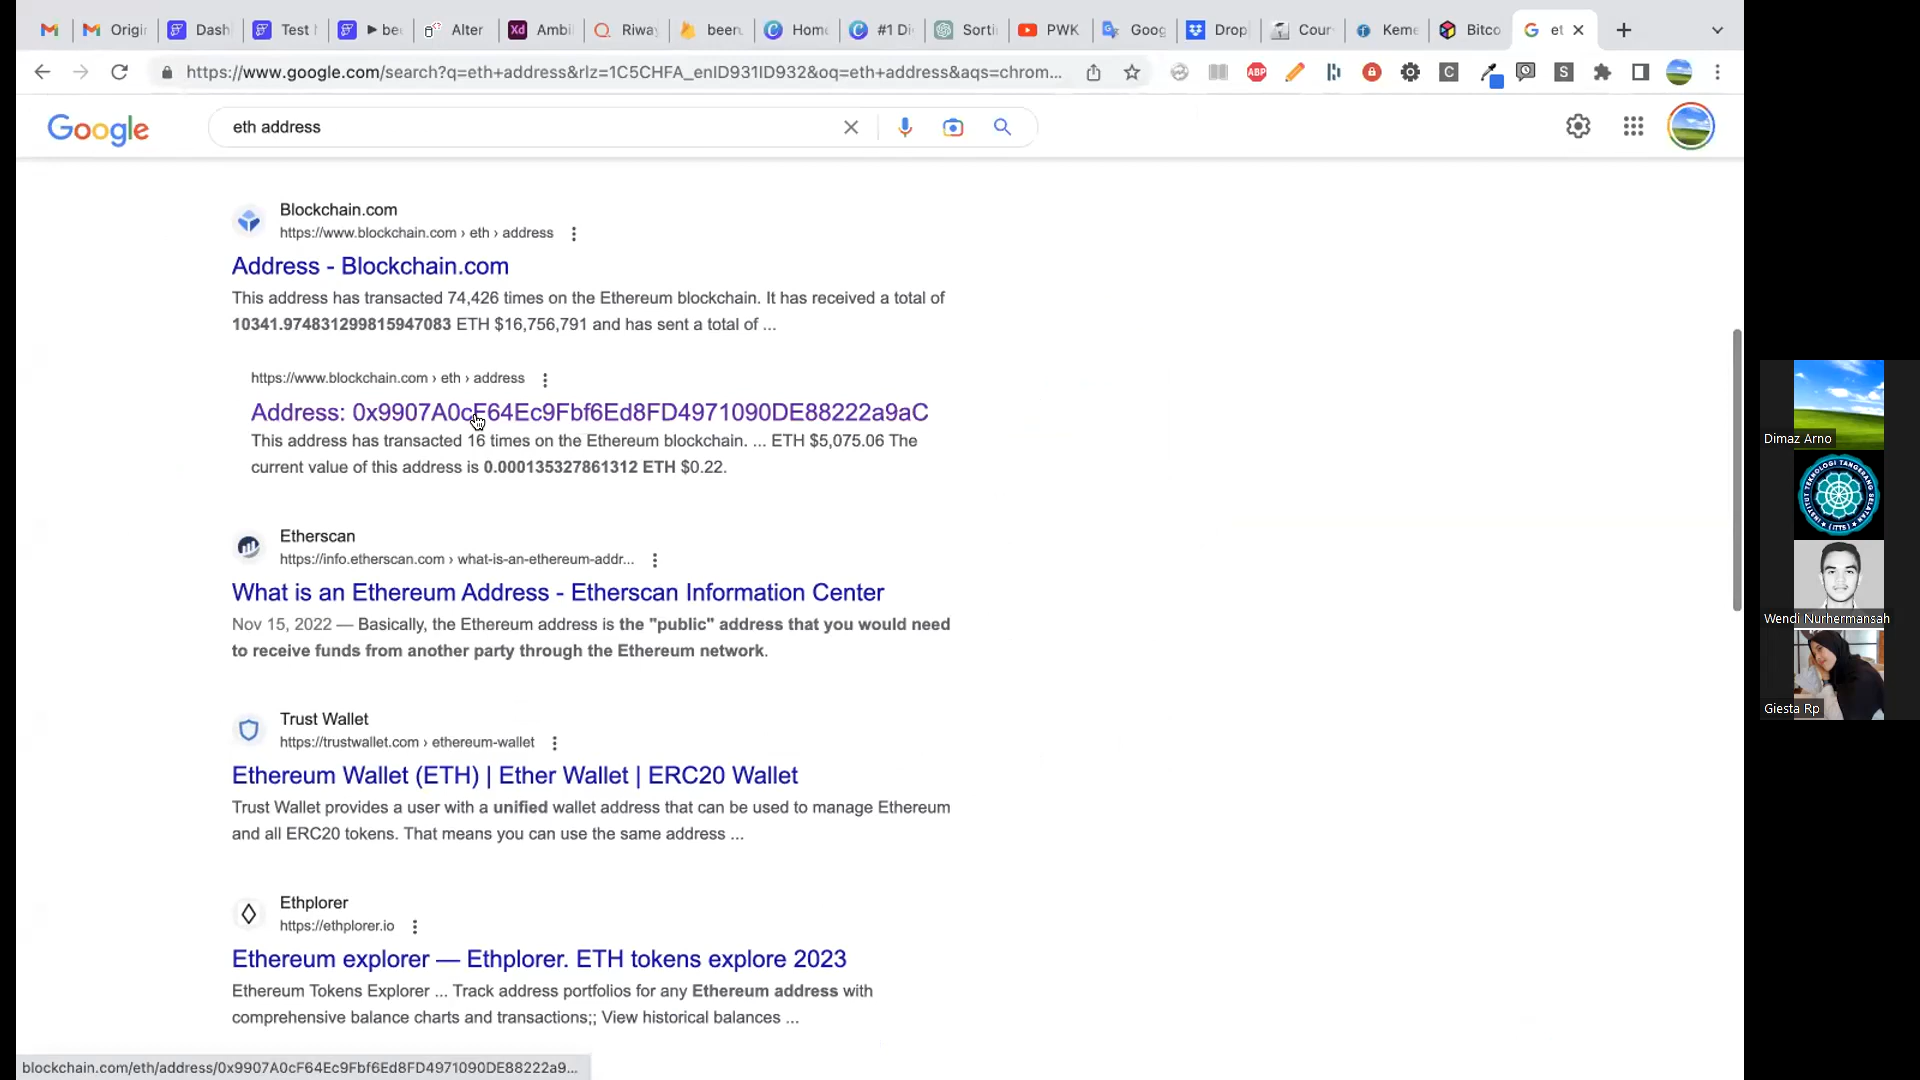 Origi
Dash
Test
be
Alter
Xd
Ambi
Riwa
beer
Hom
#1 Di
Sorti
PWK
Goog
Drop
Cour
Keme
Bitco
et
https://www.google.com/search?q=eth+address&rlz=1C5CHFA_enID931ID932&oq=eth+address&aqs=chrom...
ABP
C
S
Google
eth address
Blockchain.com
https://www.blockchain.com › eth › address
Address - Blockchain.com
This address has transacted 74,426 times on the Ethereum blockchain. It has received a total of
10341.974831299815947083 ETH $16,756,791 and has sent a total of ...
https://www.blockchain.com › eth › address
Address: 0x9907A0cF64Ec9Fbf6Ed8FD4971090DE88222a9aC
This address has transacted 16 times on the Ethereum blockchain. ... ETH $5,075.06 The
current value of this address is 0.000135327861312 ETH $0.22.
Etherscan
https://info.etherscan.com › what-is-an-ethereum-addr...
What is an Ethereum Address - Etherscan Information Center
Nov 15, 2022 — Basically, the Ethereum address is the "public" address that you would need
to receive funds from another party through the Ethereum network.
Trust Wallet
https://trustwallet.com › ethereum-wallet
Ethereum Wallet (ETH) | Ether Wallet | ERC20 Wallet
Trust Wallet provides a user with a unified wallet address that can be used to manage Ethereum
and all ERC20 tokens. That means you can use the same address ...
Ethplorer
https://ethplorer.io
Ethereum explorer — Ethplorer. ETH tokens explore 2023
Ethereum Tokens Explorer ... Track address portfolios for any Ethereum address with
comprehensive balance charts and transactions;; View historical balances ...
blockchain.com/eth/address/0x9907A0cF64Ec9Fbf6Ed8FD4971090DE88222a9...
Dimaz Arno
INSTITUT TEKNOLOGI TANGERANG SELATAN
(ITTS)
Wendi Nurhermansah
Giesta Rp